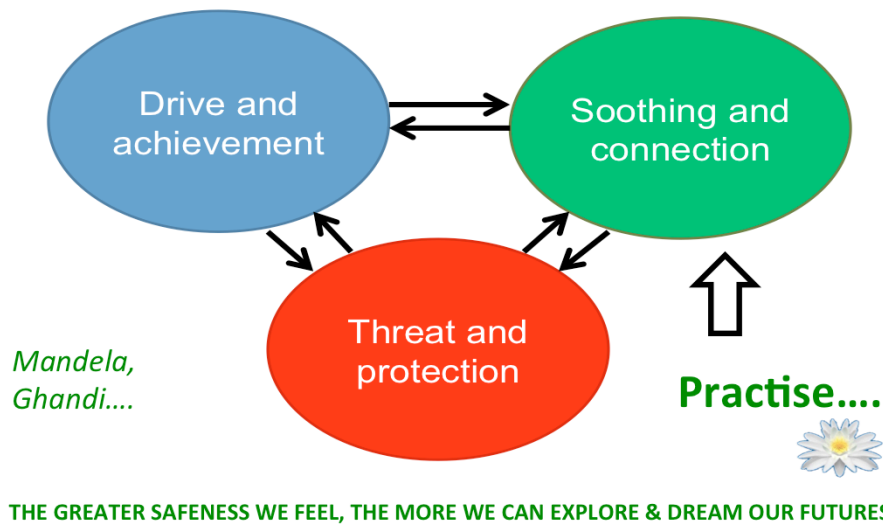 Drive and
achievement
Soothing and
connection
Threat and
protection
Mandela,
Ghandi....
Practise....
THE GREATER SAFENESS WE FEEL, THE MORE WE CAN EXPLORE & DREAM OUR FUTURES